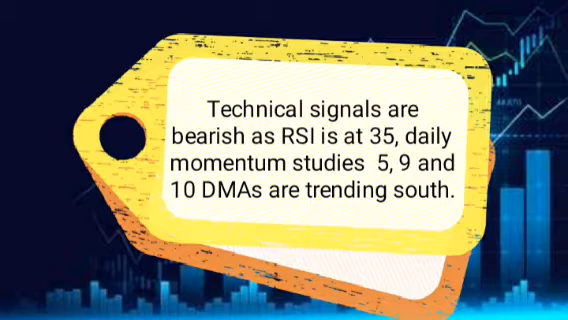 Technical signals are
bearish as RSI is at 35, daily
momentum studies  5, 9 and
10 DMAs are trending south.